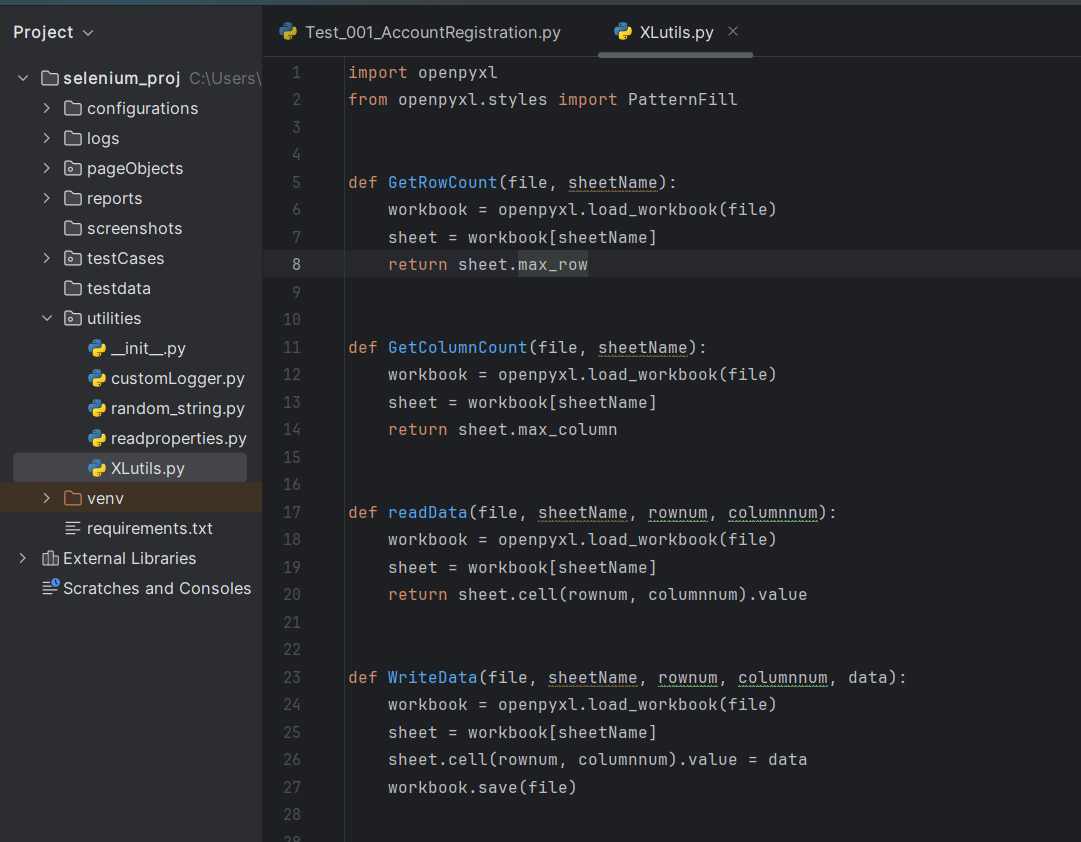 Project
selenium_proj C:\Users\
configurations
logs
pageObjects
reports
screenshots
testCases
testdata
utilities
__init__.py
customLogger.py
random_string.py
readproperties.py
XLutils.py
venv
requirements.txt
External Libraries
Scratches and Consoles
Test_001_AccountRegistration.py XLutils.py
1 import openpyxl
2 from openpyxl.styles import PatternFill
3
4
5 def GetRowCount(file, sheetName):
6     workbook = openpyxl.load_workbook(file)
7     sheet = workbook[sheetName]
8     return sheet.max_row
9
10
11 def GetColumnCount(file, sheetName):
12     workbook = openpyxl.load_workbook(file)
13     sheet = workbook[sheetName]
14     return sheet.max_column
15
16
17 def readData(file, sheetName, rownum, columnnum):
18     workbook = openpyxl.load_workbook(file)
19     sheet = workbook[sheetName]
20     return sheet.cell(rownum, columnnum).value
21
22
23 def WriteData(file, sheetName, rownum, columnnum, data):
24     workbook = openpyxl.load_workbook(file)
25     sheet = workbook[sheetName]
26     sheet.cell(rownum, columnnum).value = data
27     workbook.save(file)
28
29